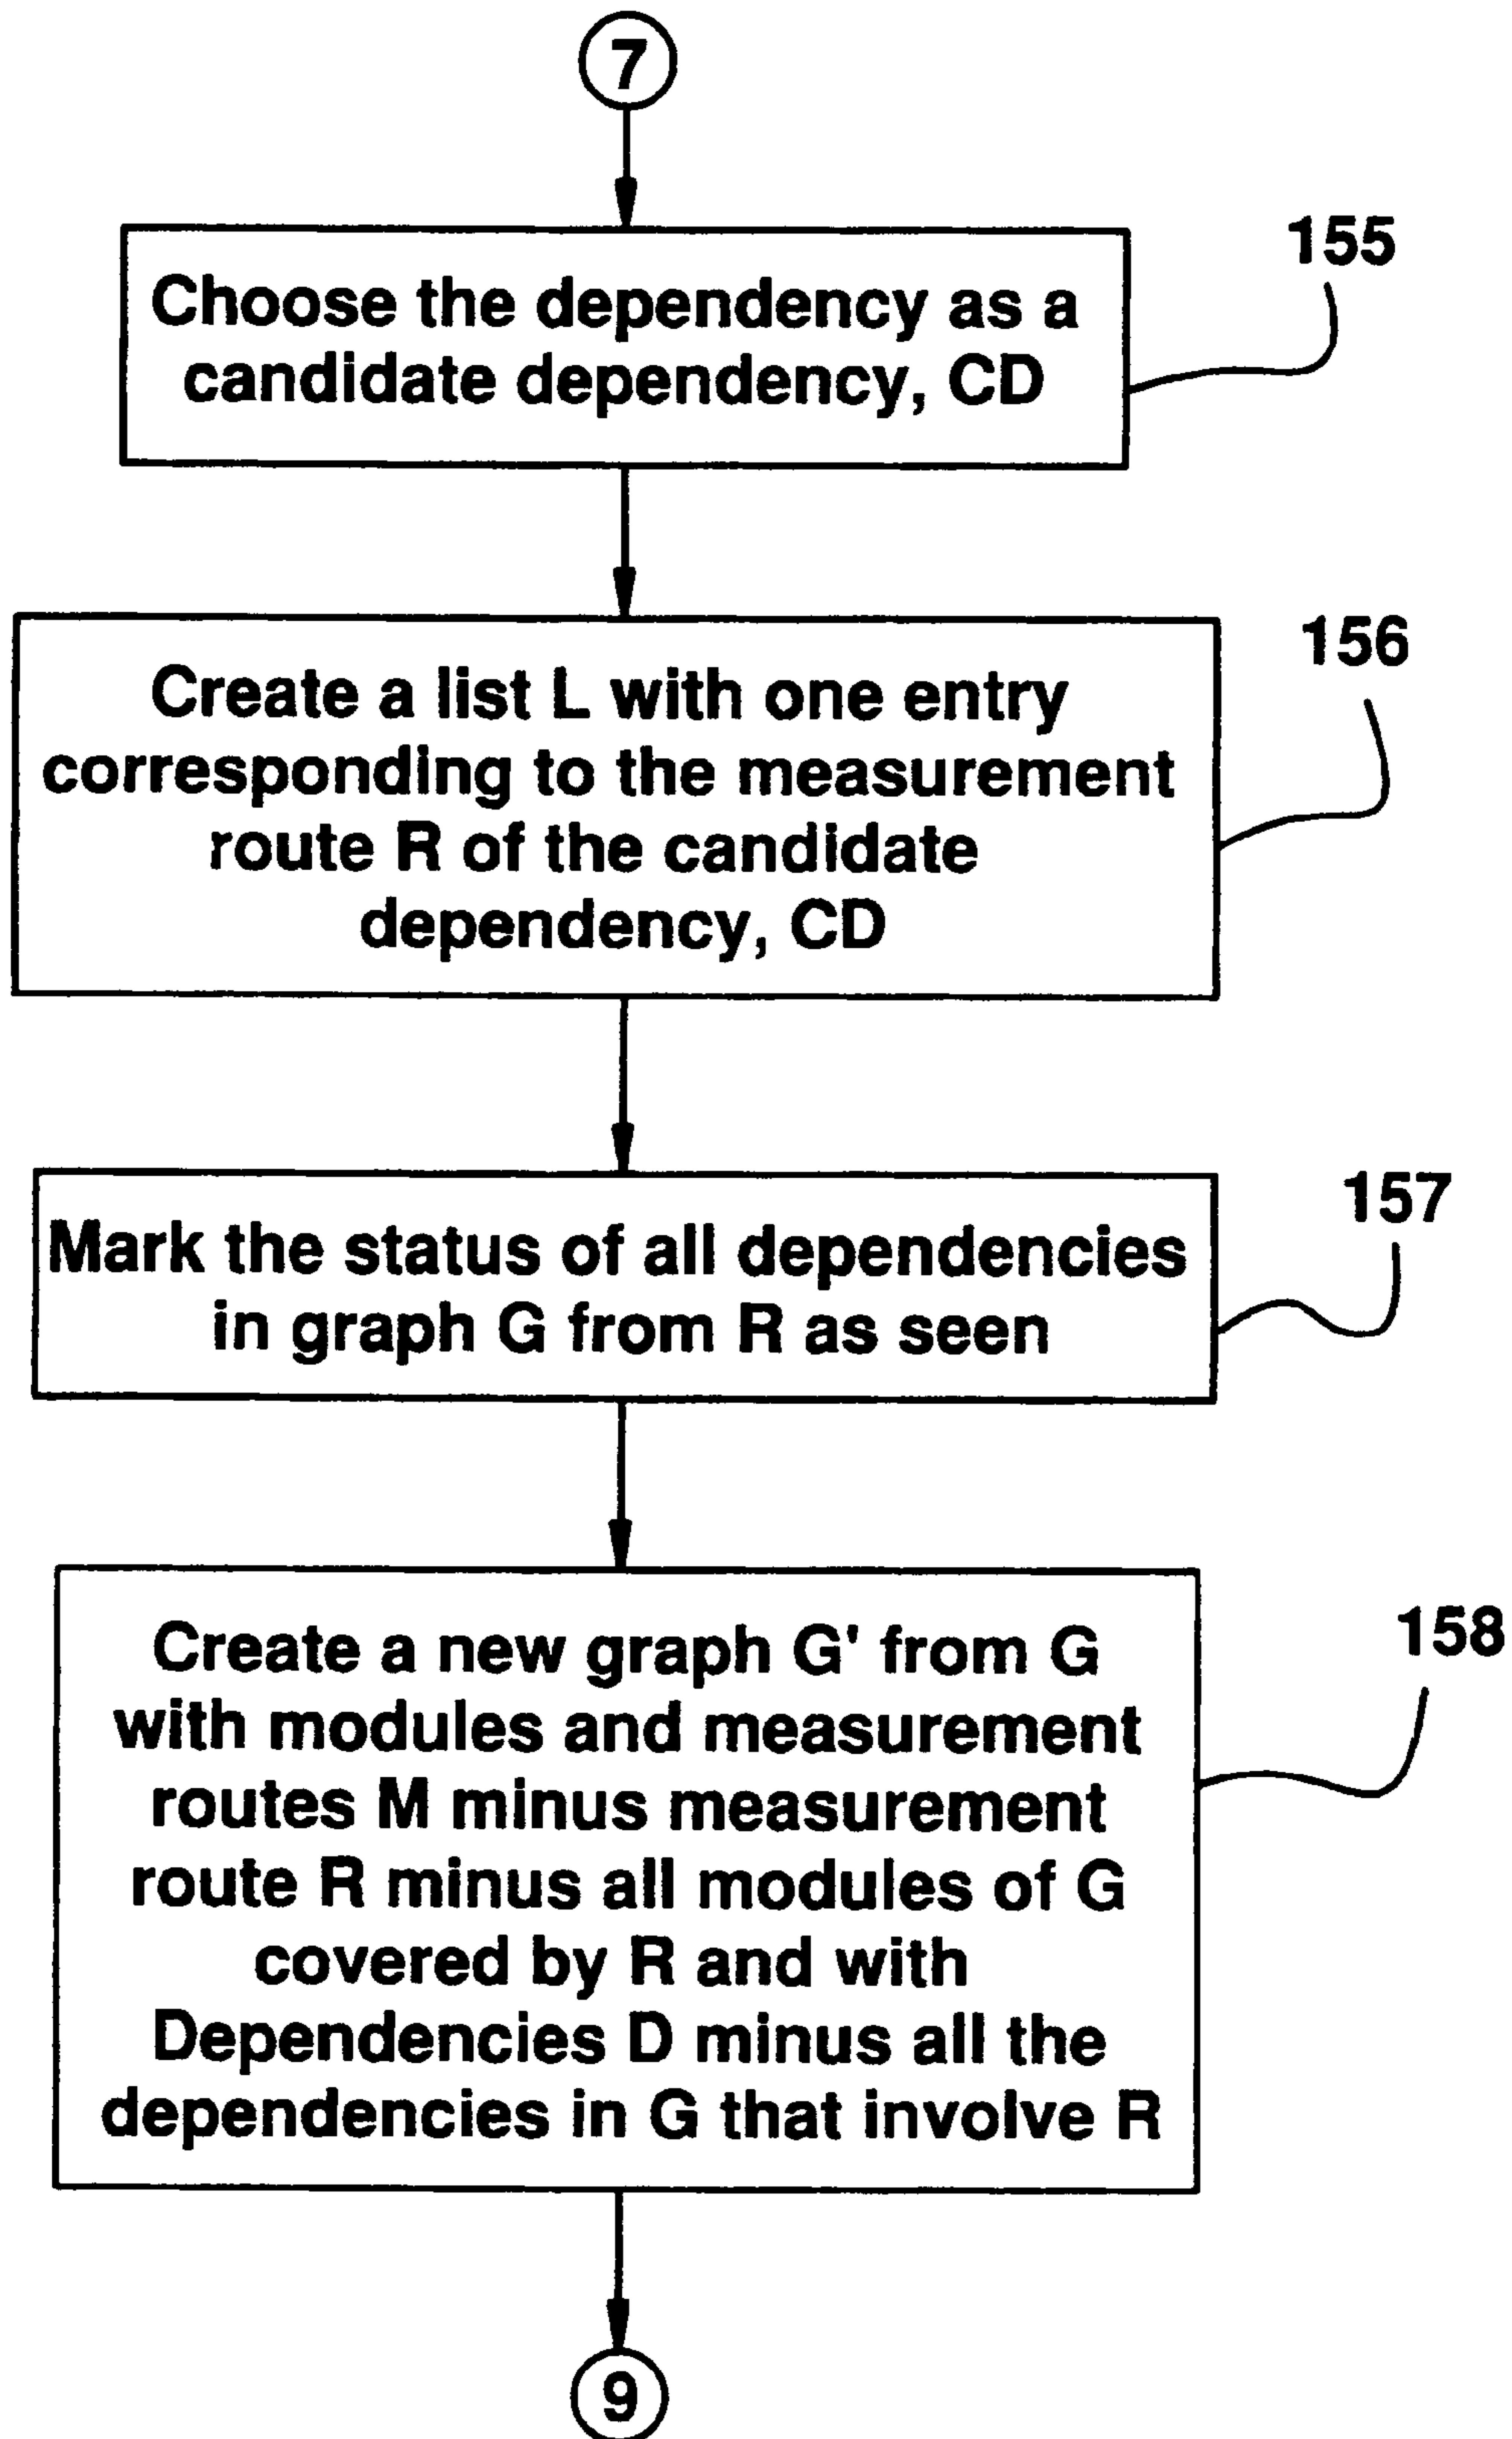 7
155
Choose the dependency as a
candidate dependency, CD
156
Create a list L with one entry
corresponding to the measurement
route R of the candidate
dependency, CD
157
Mark the status of all dependencies
in graph G from R as seen
158
Create a new graph G' from G
with modules and measurement
routes M minus measurement
route R minus all modules of G
covered by R and with
Dependencies D minus all the
dependencies in G that involve R
9